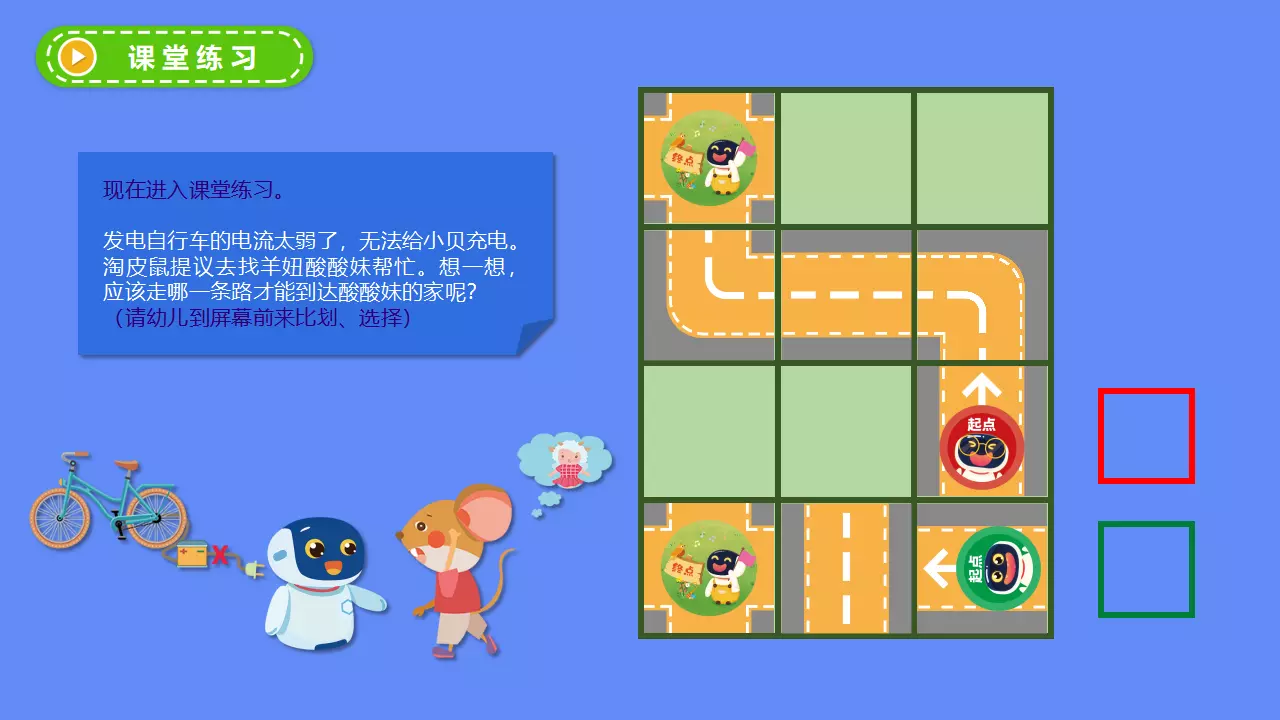 课堂练习
现在进入课堂练习。
发电自行车的电流太弱了，无法给小贝充电。
淘皮鼠提议去找羊妞酸酸妹帮忙。想一想，
应该走哪一条路才能到达酸酸妹的家呢？
（请幼儿到屏幕前来比划、选择）
终点
起点
终点
起点